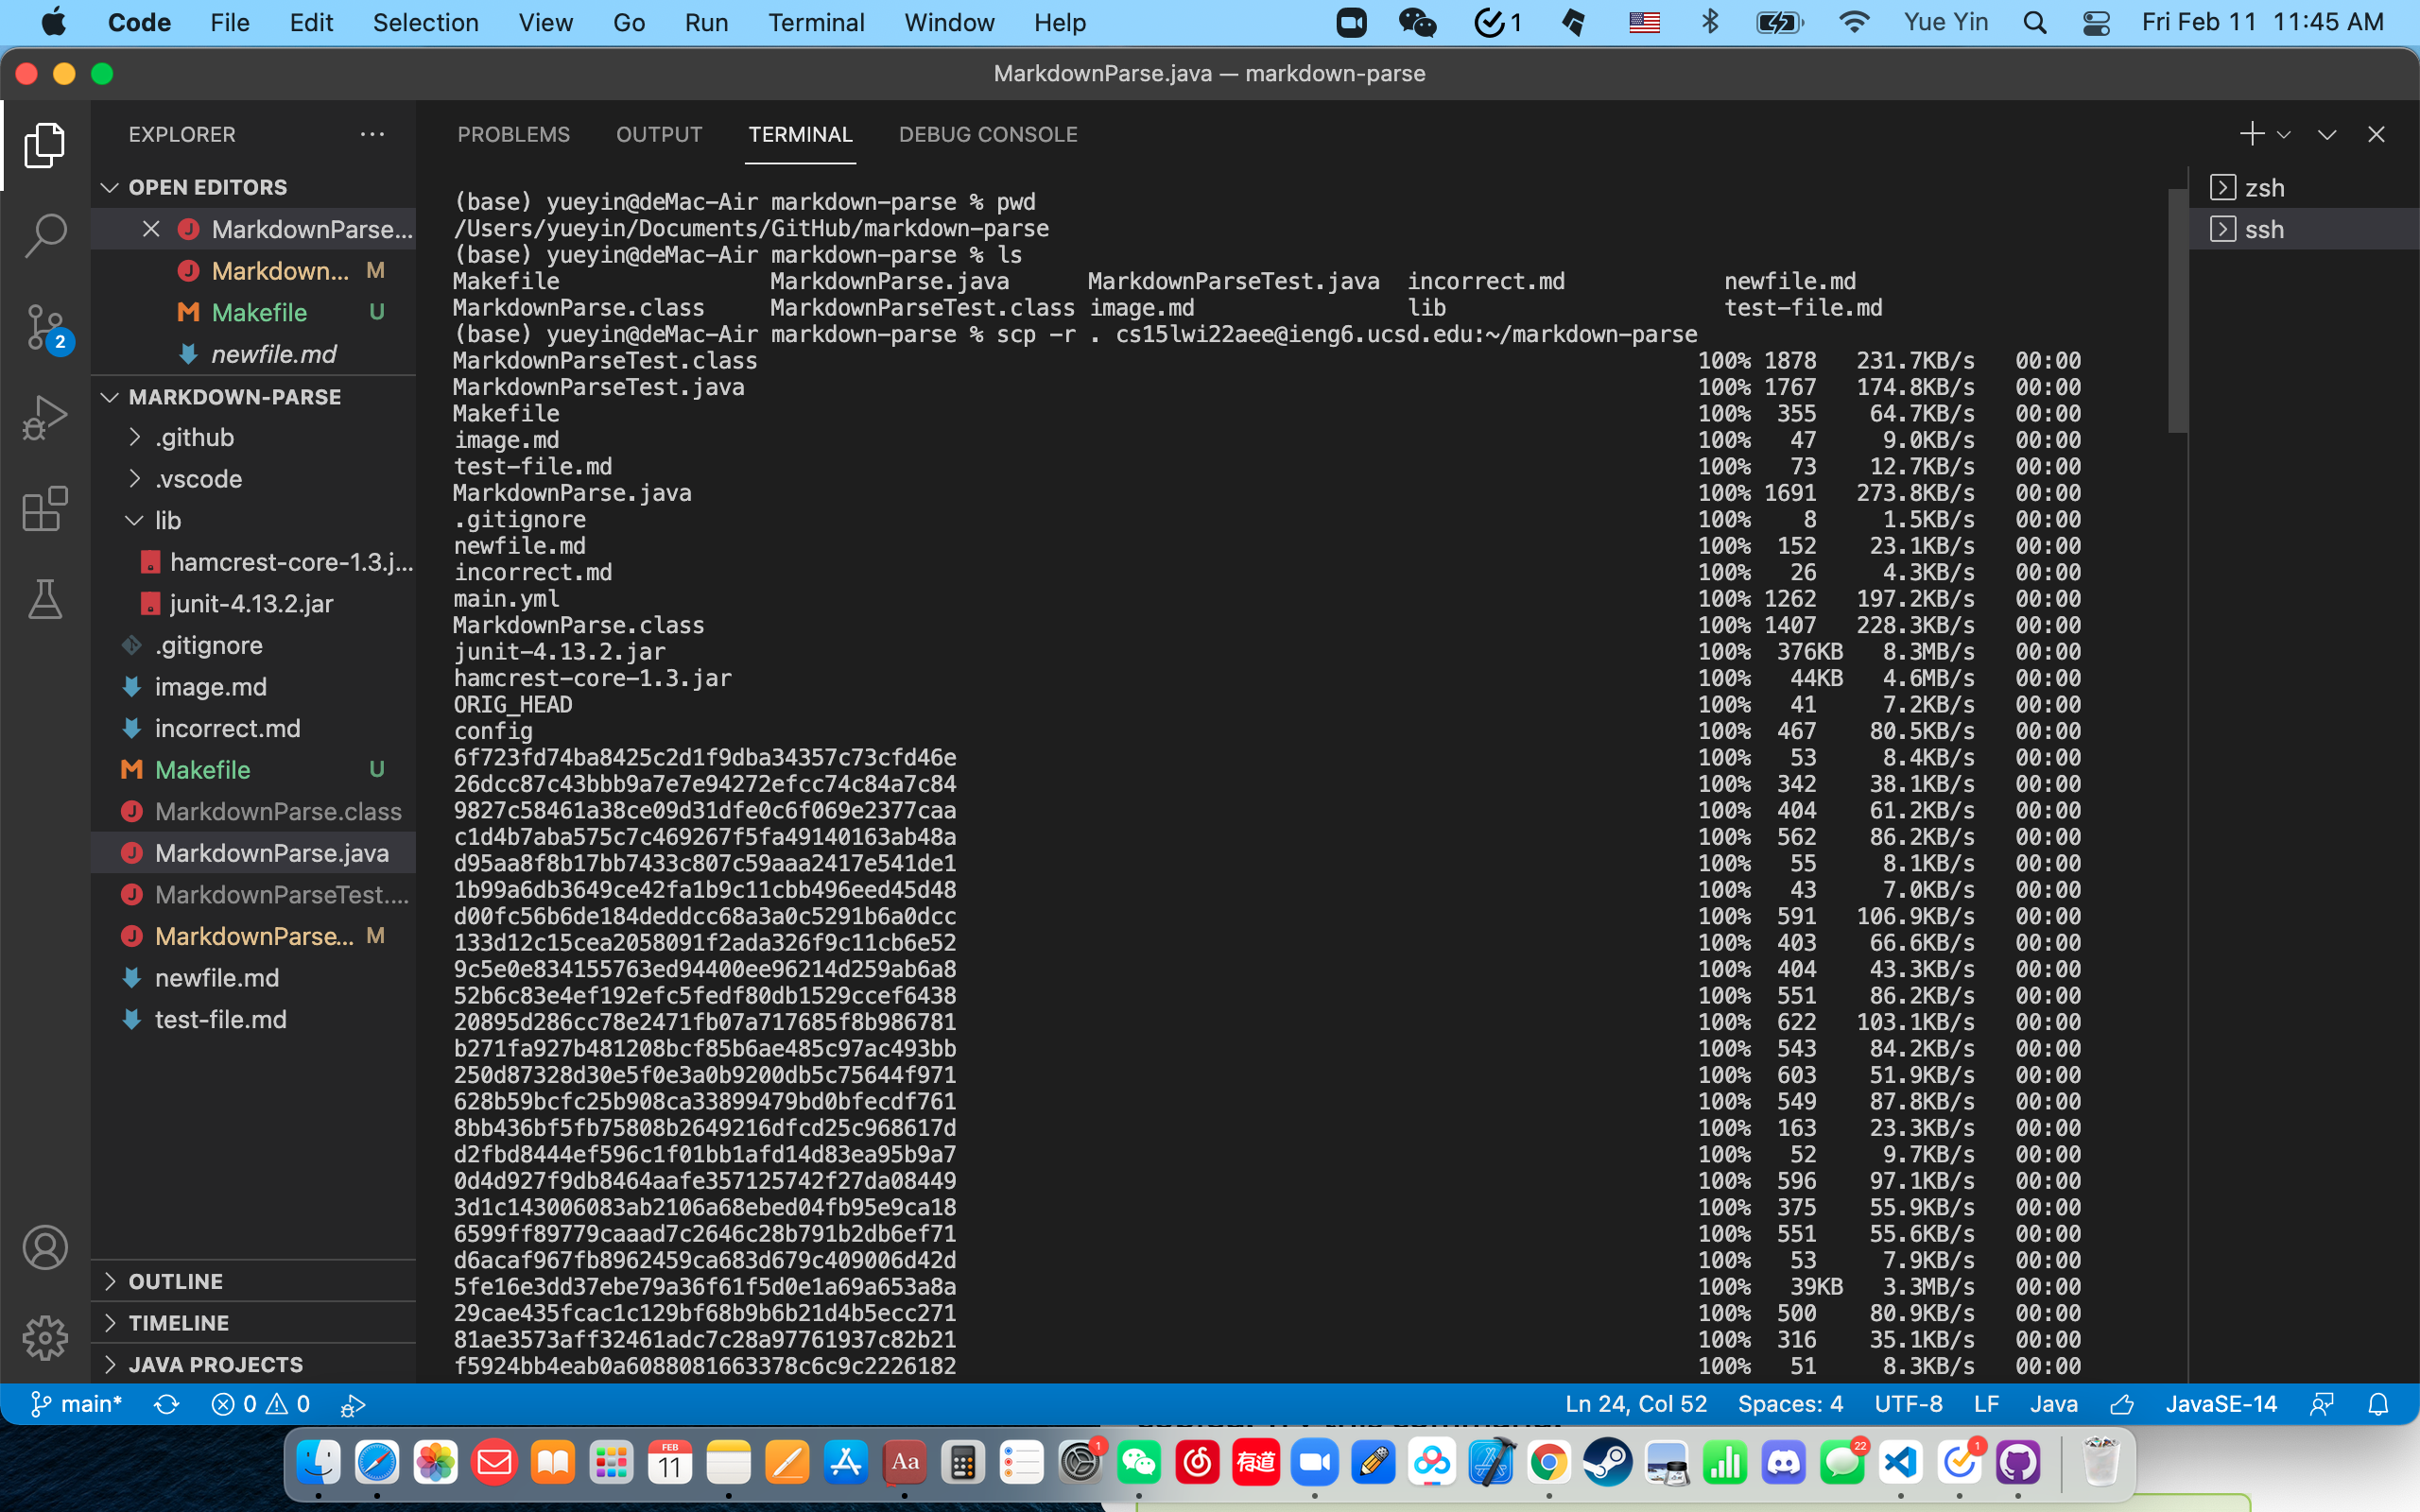 Code File Edit Selection View Go Run Terminal Window Help 1 Yue Yin Fri Feb 11 11:45 AM
MarkdownParse.java — markdown-parse
EXPLORER ···
OPEN EDITORS
MarkdownParse...
Markdown... M
Makefile U
newfile.md
2
MARKDOWN-PARSE
.github
.vscode
lib
hamcrest-core-1.3.j...
junit-4.13.2.jar
.gitignore
image.md
incorrect.md
Makefile U
MarkdownParse.class
MarkdownParse.java
MarkdownParseTest....
MarkdownParse... M
newfile.md
test-file.md
OUTLINE
TIMELINE
JAVA PROJECTS
PROBLEMS OUTPUT TERMINAL DEBUG CONSOLE
zsh
ssh
(base) yueyin@deMac-Air markdown-parse % pwd
/Users/yueyin/Documents/GitHub/markdown-parse
(base) yueyin@deMac-Air markdown-parse % ls
Makefile MarkdownParse.java MarkdownParseTest.java incorrect.md newfile.md
MarkdownParse.class MarkdownParseTest.class image.md lib test-file.md
(base) yueyin@deMac-Air markdown-parse % scp -r . cs15lwi22aee@ieng6.ucsd.edu:~/markdown-parse
MarkdownParseTest.class 100% 1878 231.7KB/s 00:00
MarkdownParseTest.java 100% 1767 174.8KB/s 00:00
Makefile 100% 355 64.7KB/s 00:00
image.md 100% 47 9.0KB/s 00:00
test-file.md 100% 73 12.7KB/s 00:00
MarkdownParse.java 100% 1691 273.8KB/s 00:00
.gitignore 100% 8 1.5KB/s 00:00
newfile.md 100% 152 23.1KB/s 00:00
incorrect.md 100% 26 4.3KB/s 00:00
main.yml 100% 1262 197.2KB/s 00:00
MarkdownParse.class 100% 1407 228.3KB/s 00:00
junit-4.13.2.jar 100% 376KB 8.3MB/s 00:00
hamcrest-core-1.3.jar 100% 44KB 4.6MB/s 00:00
ORIG_HEAD 100% 41 7.2KB/s 00:00
config 100% 467 80.5KB/s 00:00
6f723fd74ba8425c2d1f9dba34357c73cfd46e 100% 53 8.4KB/s 00:00
26dcc87c43bbb9a7e7e94272efcc74c84a7c84 100% 342 38.1KB/s 00:00
9827c58461a38ce09d31dfe0c6f069e2377caa 100% 404 61.2KB/s 00:00
c1d4b7aba575c7c469267f5fa49140163ab48a 100% 562 86.2KB/s 00:00
d95aa8f8b17bb7433c807c59aaa2417e541de1 100% 55 8.1KB/s 00:00
1b99a6db3649ce42fa1b9c11cbb496eed45d48 100% 43 7.0KB/s 00:00
d00fc56b6de184deddcc68a3a0c5291b6a0dcc 100% 591 106.9KB/s 00:00
133d12c15cea2058091f2ada326f9c11cb6e52 100% 403 66.6KB/s 00:00
9c5e0e834155763ed94400ee96214d259ab6a8 100% 404 43.3KB/s 00:00
52b6c83e4ef192efc5fedf80db1529ccef6438 100% 551 86.2KB/s 00:00
20895d286cc78e2471fb07a717685f8b986781 100% 622 103.1KB/s 00:00
b271fa927b481208bcf85b6ae485c97ac493bb 100% 543 84.2KB/s 00:00
250d87328d30e5f0e3a0b9200db5c75644f971 100% 603 51.9KB/s 00:00
628b59bcfc25b908ca33899479bd0bfecdf761 100% 549 87.8KB/s 00:00
8bb436bf5fb75808b2649216dfcd25c968617d 100% 163 23.3KB/s 00:00
d2fbd8444ef596c1f01bb1afd14d83ea95b9a7 100% 52 9.7KB/s 00:00
0d4d927f9db8464aafe357125742f27da08449 100% 596 97.1KB/s 00:00
3d1c143006083ab2106a68ebed04fb95e9ca18 100% 375 55.9KB/s 00:00
6599ff89779caaad7c2646c28b791b2db6ef71 100% 551 55.6KB/s 00:00
d6acaf967fb8962459ca683d679c409006d42d 100% 53 7.9KB/s 00:00
5fe16e3dd37ebe79a36f61f5d0e1a69a653a8a 100% 39KB 3.3MB/s 00:00
29cae435fcac1c129bf68b9b6b21d4b5ecc271 100% 500 80.9KB/s 00:00
81ae3573aff32461adc7c28a97761937c82b21 100% 316 35.1KB/s 00:00
f5924bb4eab0a6088081663378c6c9c2226182 100% 51 8.3KB/s 00:00
main* 0 0 Ln 24, Col 52 Spaces: 4 UTF-8 LF Java JavaSE-14
FEB
11
Aa
1
有道
22
1